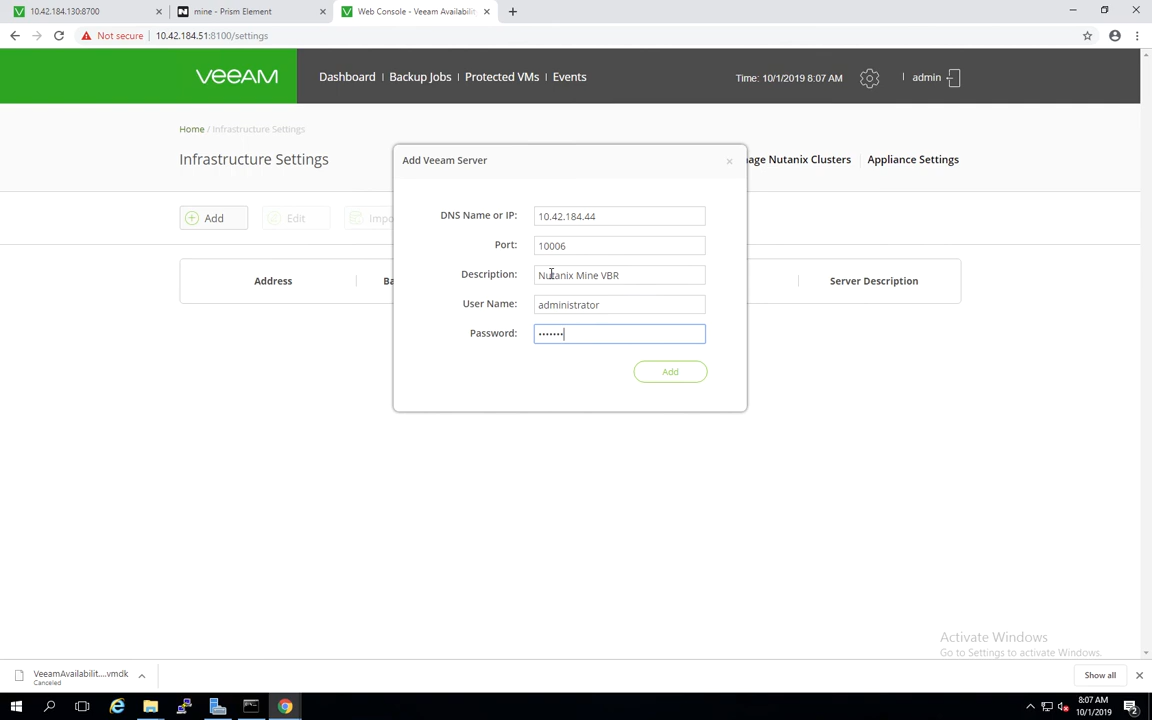 10.42.184.130:8700
mine - Prism Element
Web Console - Veeam Availabilit
Not secure
10.42.184.51:8100/settings
veeam
Dashboard
Backup Jobs
Protected VMs
Events
Time: 10/1/2019 8:07 AM
admin
Home / Infrastructure Settings
Infrastructure Settings
age Nutanix Clusters
Appliance Settings
Add
Edit
Impo
Address
Ba
Server Description
Add Veeam Server
DNS Name or IP:
10.42.184.44
Port:
10006
Description:
Nutanix Mine VBR
User Name:
administrator
Password:
•••••••
Add
Activate Windows
Go to Settings to activate Windows.
VeeamAvailabilit....vmdk
Canceled
Show all
8:07 AM
10/1/2019
2